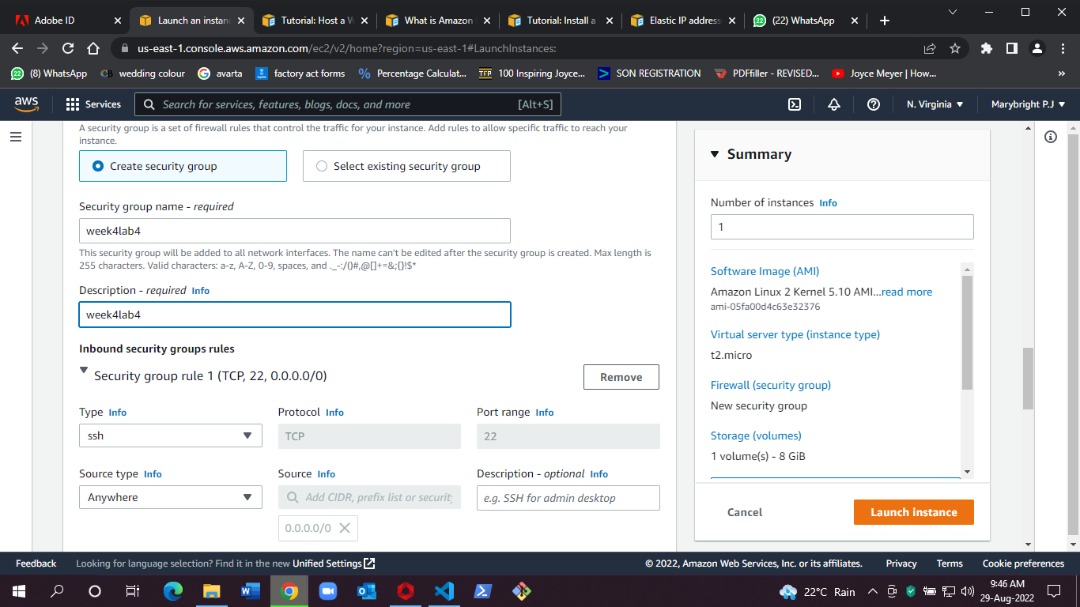 Adobe ID
Launch an instanc
Tutorial: Host a W
What is Amazon
Tutorial: Install a
Elastic IP address
(22) WhatsApp
us-east-1.console.aws.amazon.com/ec2/v2/home?region=us-east-1#LaunchInstances:
(8) WhatsApp
wedding colour
avarta
factory act forms
Percentage Calculat...
100 Inspiring Joyce...
SON REGISTRATION
PDFfiller - REVISED...
Joyce Meyer | How...
»
aws
Services
Search for services, features, blogs, docs, and more
[Alt+S]
N. Virginia
Marybright P.J
A security group is a set of firewall rules that control the traffic for your instance. Add rules to allow specific traffic to reach your
instance.
Create security group
Select existing security group
Security group name - required
week4lab4
This security group will be added to all network interfaces. The name can't be edited after the security group is created. Max length is
255 characters. Valid characters: a-z, A-Z, 0-9, spaces, and ._-:/()#,@[]+=&;{}!$*
Description - required Info
week4lab4
Inbound security groups rules
Security group rule 1 (TCP, 22, 0.0.0.0/0)
Remove
Type Info
Protocol Info
Port range Info
ssh
TCP
22
Source type Info
Source Info
Description - optional Info
Anywhere
Add CIDR, prefix list or security
e.g. SSH for admin desktop
0.0.0.0/0
Summary
Number of instances Info
1
Software Image (AMI)
Amazon Linux 2 Kernel 5.10 AMI...read more
ami-05fa00d4c63e32376
Virtual server type (instance type)
t2.micro
Firewall (security group)
New security group
Storage (volumes)
1 volume(s) - 8 GiB
Cancel
Launch instance
Feedback
Looking for language selection? Find it in the new Unified Settings
© 2022, Amazon Web Services, Inc. or its affiliates.
Privacy
Terms
Cookie preferences
22°C Rain
9:46 AM
29-Aug-2022